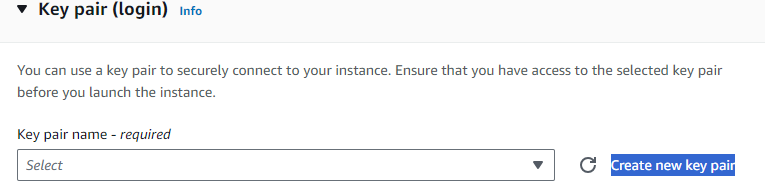 Key pair (login) Info
You can use a key pair to securely connect to your instance. Ensure that you have access to the selected key pair
before you launch the instance.
Key pair name - required
Select
Create new key pair